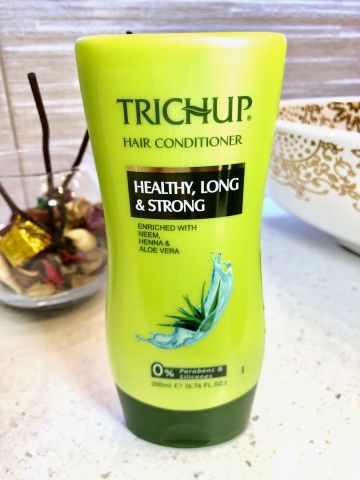 TRICHUP®
HAIR CONDITIONER
HEALTHY, LONG
& STRONG
ENRICHED WITH
NEEM,
HENNA &
ALOE VERA
0% Parabens &
Silicones
200ml ℮ (6.76 FL.OZ.)